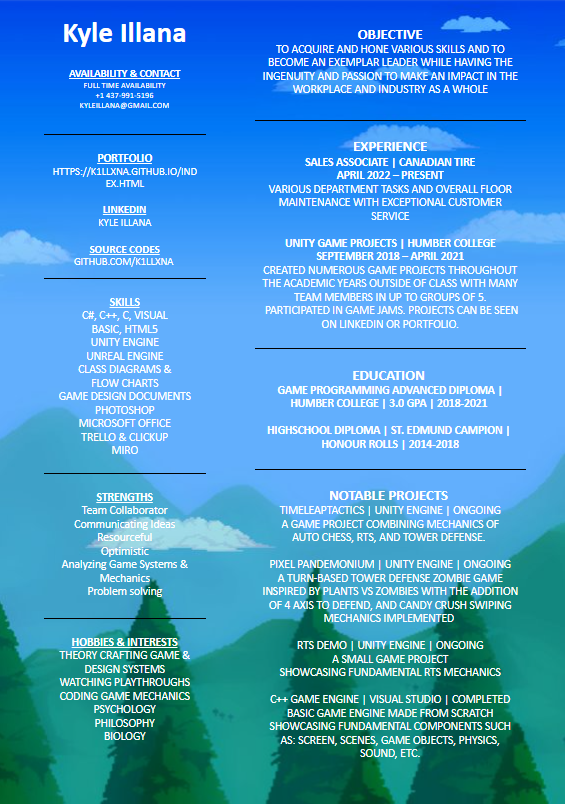 Kyle Illana
AVAILABILITY & CONTACT
FULL TIME AVAILABILITY
+1 437-991-5196
KYLEILLANA@GMAIL.COM
PORTFOLIO
HTTPS://K1LLXNA.GITHUB.IO/IND
EX.HTML
LINKEDIN
KYLE ILLANA
SOURCE CODES
GITHUB.COM/K1LLXNA
SKILLS
C#, C++, C, VISUAL
BASIC, HTML5
UNITY ENGINE
UNREAL ENGINE
CLASS DIAGRAMS &
FLOW CHARTS
GAME DESIGN DOCUMENTS
PHOTOSHOP
MICROSOFT OFFICE
TRELLO & CLICKUP
MIRO
STRENGTHS
Team Collaborator
Communicating Ideas
Resourceful
Optimistic
Analyzing Game Systems &
Mechanics
Problem solving
HOBBIES & INTERESTS
THEORY CRAFTING GAME &
DESIGN SYSTEMS
WATCHING PLAYTHROUGHS
CODING GAME MECHANICS
PSYCHOLOGY
PHILOSOPHY
BIOLOGY
OBJECTIVE
TO ACQUIRE AND HONE VARIOUS SKILLS AND TO
BECOME AN EXEMPLAR LEADER WHILE HAVING THE
INGENUITY AND PASSION TO MAKE AN IMPACT IN THE
WORKPLACE AND INDUSTRY AS A WHOLE
EXPERIENCE
SALES ASSOCIATE | CANADIAN TIRE
APRIL 2022 – PRESENT
VARIOUS DEPARTMENT TASKS AND OVERALL FLOOR
MAINTENANCE WITH EXCEPTIONAL CUSTOMER
SERVICE
UNITY GAME PROJECTS | HUMBER COLLEGE
SEPTEMBER 2018 – APRIL 2021
CREATED NUMEROUS GAME PROJECTS THROUGHOUT
THE ACADEMIC YEARS OUTSIDE OF CLASS WITH MANY
TEAM MEMBERS IN UP TO GROUPS OF 5.
PARTICIPATED IN GAME JAMS. PROJECTS CAN BE SEEN
ON LINKEDIN OR PORTFOLIO.
EDUCATION
GAME PROGRAMMING ADVANCED DIPLOMA |
HUMBER COLLEGE | 3.0 GPA | 2018-2021
HIGHSCHOOL DIPLOMA | ST. EDMUND CAMPION |
HONOUR ROLLS | 2014-2018
NOTABLE PROJECTS
TIMELEAPTACTICS | UNITY ENGINE | ONGOING
A GAME PROJECT COMBINING MECHANICS OF
AUTO CHESS, RTS, AND TOWER DEFENSE.
PIXEL PANDEMONIUM | UNITY ENGINE | ONGOING
A TURN-BASED TOWER DEFENSE ZOMBIE GAME
INSPIRED BY PLANTS VS ZOMBIES WITH THE ADDITION
OF 4 AXIS TO DEFEND, AND CANDY CRUSH SWIPING
MECHANICS IMPLEMENTED
RTS DEMO | UNITY ENGINE | ONGOING
A SMALL GAME PROJECT
SHOWCASING FUNDAMENTAL RTS MECHANICS
C++ GAME ENGINE | VISUAL STUDIO | COMPLETED
BASIC GAME ENGINE MADE FROM SCRATCH
SHOWCASING FUNDAMENTAL COMPONENTS SUCH
AS: SCREEN, SCENES, GAME OBJECTS, PHYSICS,
SOUND, ETC.